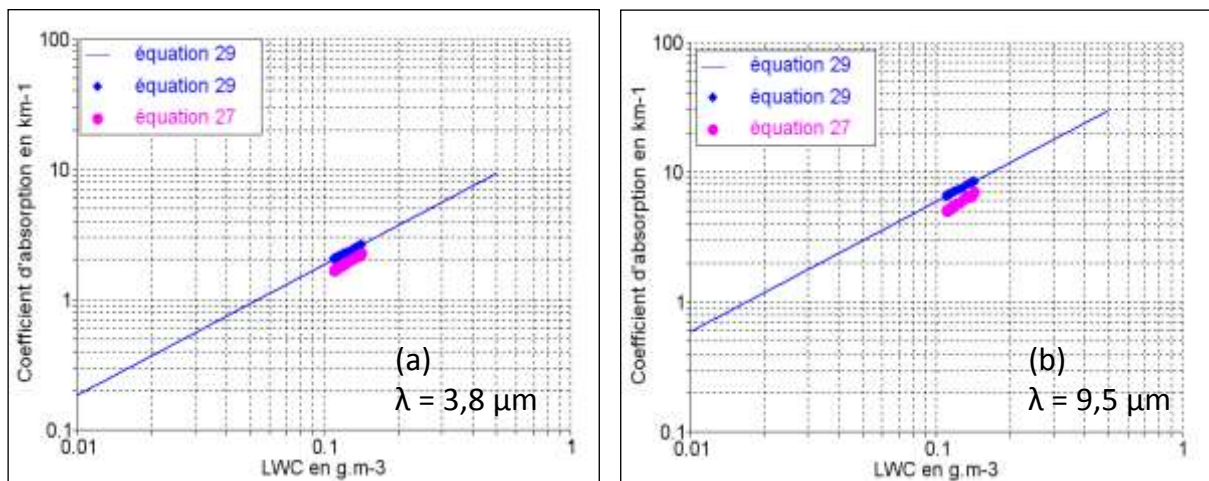 Coefficient d'absorption en km-1
100
10
1
0.1
équation 29
équation 29
équation 27
(a)
λ = 3,8 µm
0.01
0.1
1
LWC en g.m-3
Coefficient d'absorption en km-1
100
10
1
0.1
équation 29
équation 29
équation 27
(b)
λ = 9,5 µm
0.01
0.1
1
LWC en g.m-3